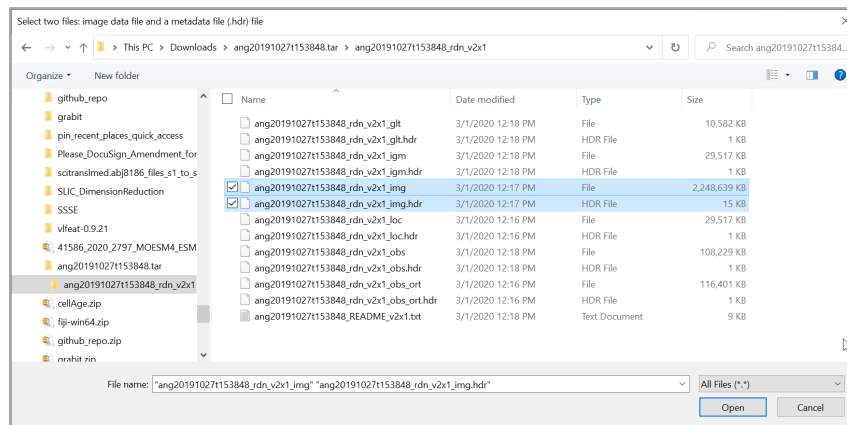 Select two files: image data file and a metadata file (.hdr) file
This PC > Downloads > ang20191027t153848.tar > ang20191027t153848_rdn_v2x1
Search ang20191027t15384...
Organize
New folder
github_repo
grabit
pin_recent_places_quick_access
Please_DocuSign_Amendment_for
scitranslmed.abj8186_files_s1_to_s
SLIC_DimensionReduction
SSSE
vlfeat-0.9.21
41586_2020_2797_MOESM4_ESM
ang20191027t153848.tar
ang20191027t153848_rdn_v2x1
cellAge.zip
fiji-win64.zip
github_repo.zip
grabit.zip
Name Date modified Type Size
ang20191027t153848_rdn_v2x1_glt 3/1/2020 12:18 PM File 10,582 KB
ang20191027t153848_rdn_v2x1_glt.hdr 3/1/2020 12:18 PM HDR File 1 KB
ang20191027t153848_rdn_v2x1_igm 3/1/2020 12:18 PM File 29,517 KB
ang20191027t153848_rdn_v2x1_igm.hdr 3/1/2020 12:18 PM HDR File 1 KB
ang20191027t153848_rdn_v2x1_img 3/1/2020 12:17 PM File 2,248,639 KB
ang20191027t153848_rdn_v2x1_img.hdr 3/1/2020 12:17 PM HDR File 15 KB
ang20191027t153848_rdn_v2x1_loc 3/1/2020 12:16 PM File 29,517 KB
ang20191027t153848_rdn_v2x1_loc.hdr 3/1/2020 12:16 PM HDR File 1 KB
ang20191027t153848_rdn_v2x1_obs 3/1/2020 12:18 PM File 108,229 KB
ang20191027t153848_rdn_v2x1_obs.hdr 3/1/2020 12:18 PM HDR File 1 KB
ang20191027t153848_rdn_v2x1_obs_ort 3/1/2020 12:16 PM File 116,401 KB
ang20191027t153848_rdn_v2x1_obs_ort.hdr 3/1/2020 12:16 PM HDR File 1 KB
ang20191027t153848_README_v2x1.txt 3/1/2020 12:18 PM Text Document 9 KB
File name: "ang20191027t153848_rdn_v2x1_img" "ang20191027t153848_rdn_v2x1_img.hdr"
All Files (*.*)
Open
Cancel